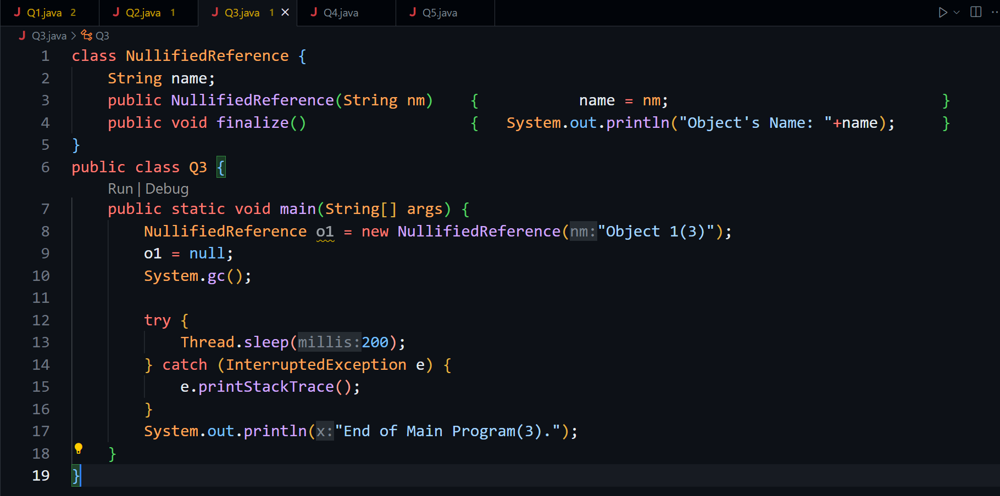 J Q1.java 2 J Q2.java 1 J Q3.java 1 × J Q4.java J Q5.java
J Q3.java > Q3
1 class NullifiedReference {
2 String name;
3 public NullifiedReference(String nm) { name = nm; }
4 public void finalize() { System.out.println("Object's Name: "+name); }
5 }
6 public class Q3 {
Run | Debug
7 public static void main(String[] args) {
8 NullifiedReference o1 = new NullifiedReference(nm:"Object 1(3)");
9 o1 = null;
10 System.gc();
11
12 try {
13 Thread.sleep(millis:200);
14 } catch (InterruptedException e) {
15 e.printStackTrace();
16 }
17 System.out.println(x:"End of Main Program(3).");
18 }
19 }